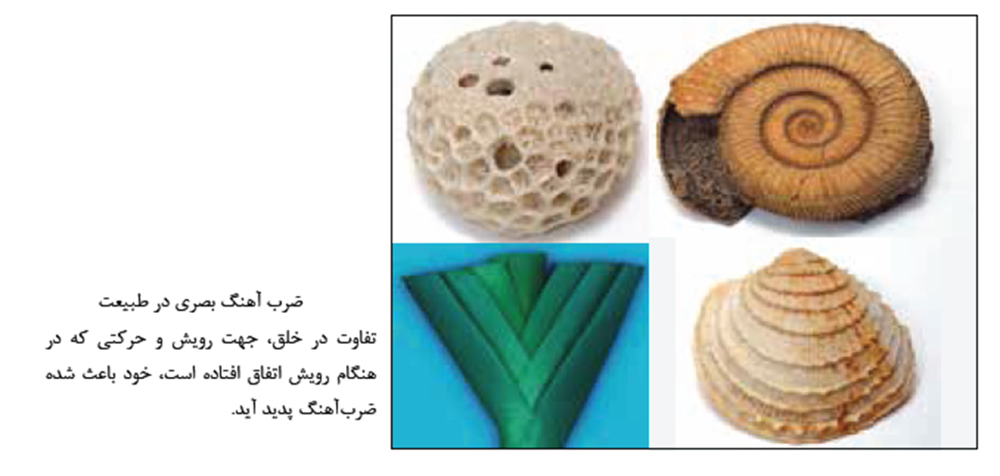 ضرب آهنگ بصری در طبیعت
تفاوت در خلق، جهت رویش و حرکتی که در
هنگام رویش اتفاق افتاده است، خود باعث شده
ضرب‌آهنگ پدید آید.